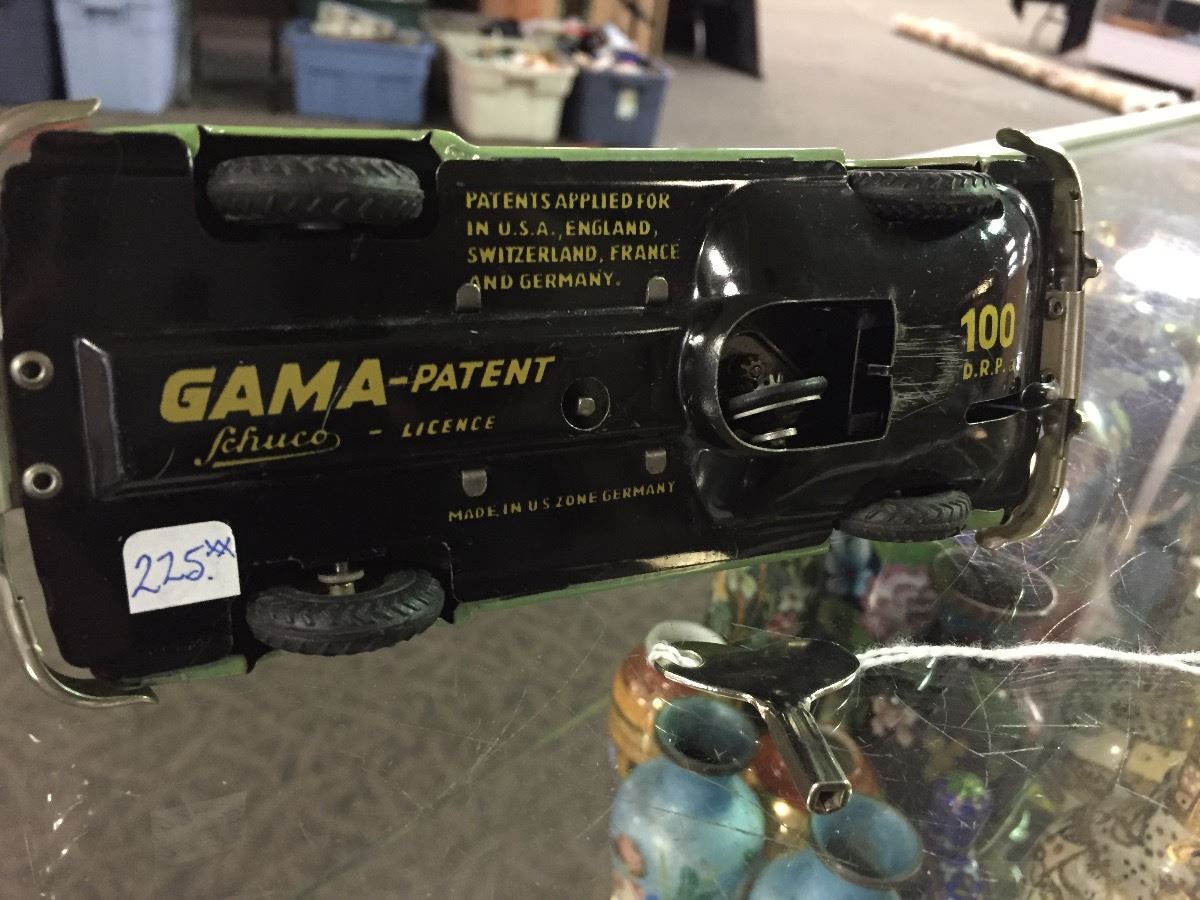 PATENTS APPLIED FOR
IN U.S.A., ENGLAND,
SWITZERLAND, FRANCE
AND GERMANY.
GAMA-PATENT
Schuco - LICENCE
MADE IN US ZONE GERMANY
100
D.R.P.
225.xx